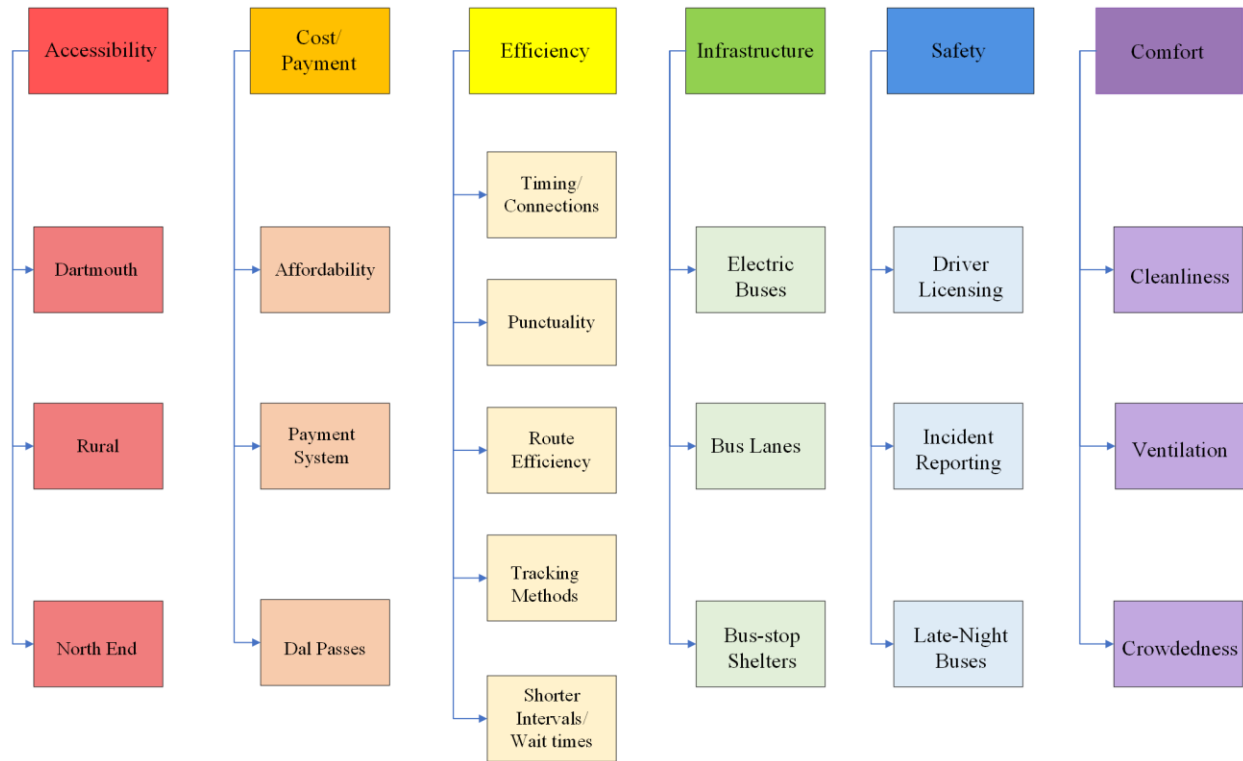 Accessibility
Cost/
Payment
Efficiency
Infrastructure
Safety
Comfort
Dartmouth
Rural
North End
Affordability
Payment
System
Dal Passes
Timing/
Connections
Punctuality
Route
Efficiency
Tracking
Methods
Shorter
Intervals/
Wait times
Electric
Buses
Bus Lanes
Bus-stop
Shelters
Driver
Licensing
Incident
Reporting
Late-Night
Buses
Cleanliness
Ventilation
Crowdedness